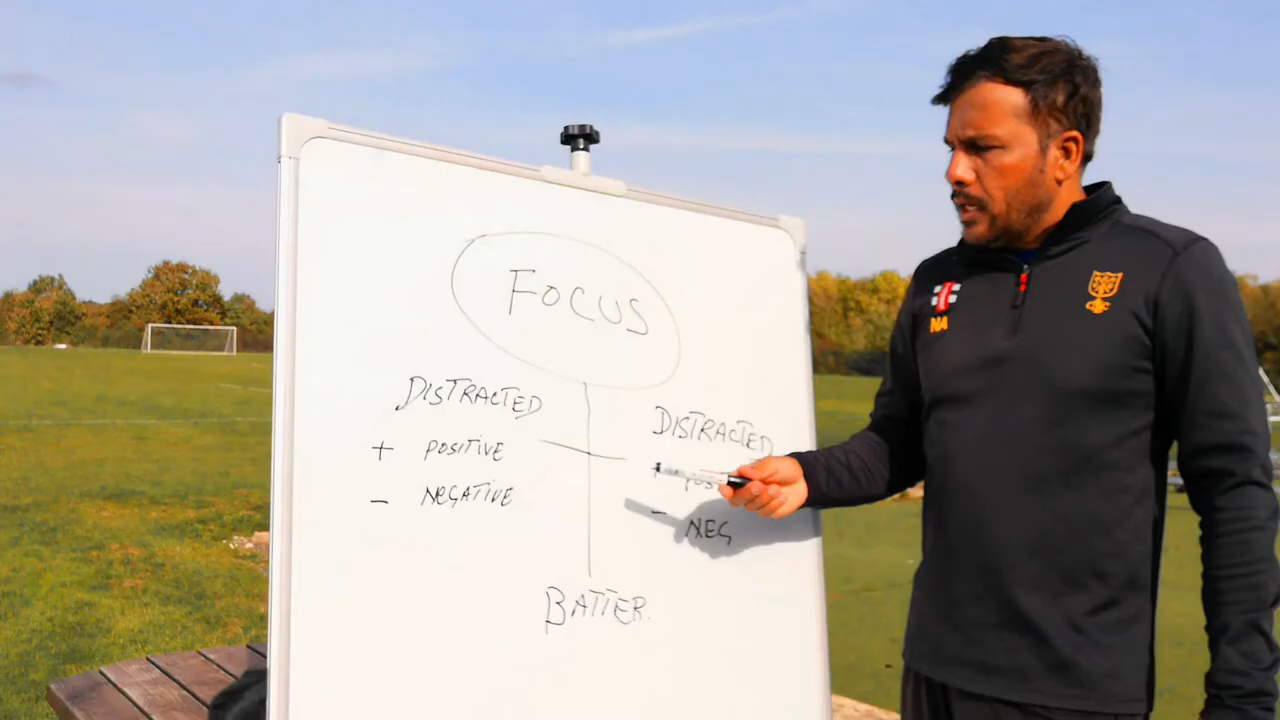 FOCUS
DISTRACTED
+ POSITIVE
- NEGATIVE
DISTRACTED
- NEG
BATTER.
NA